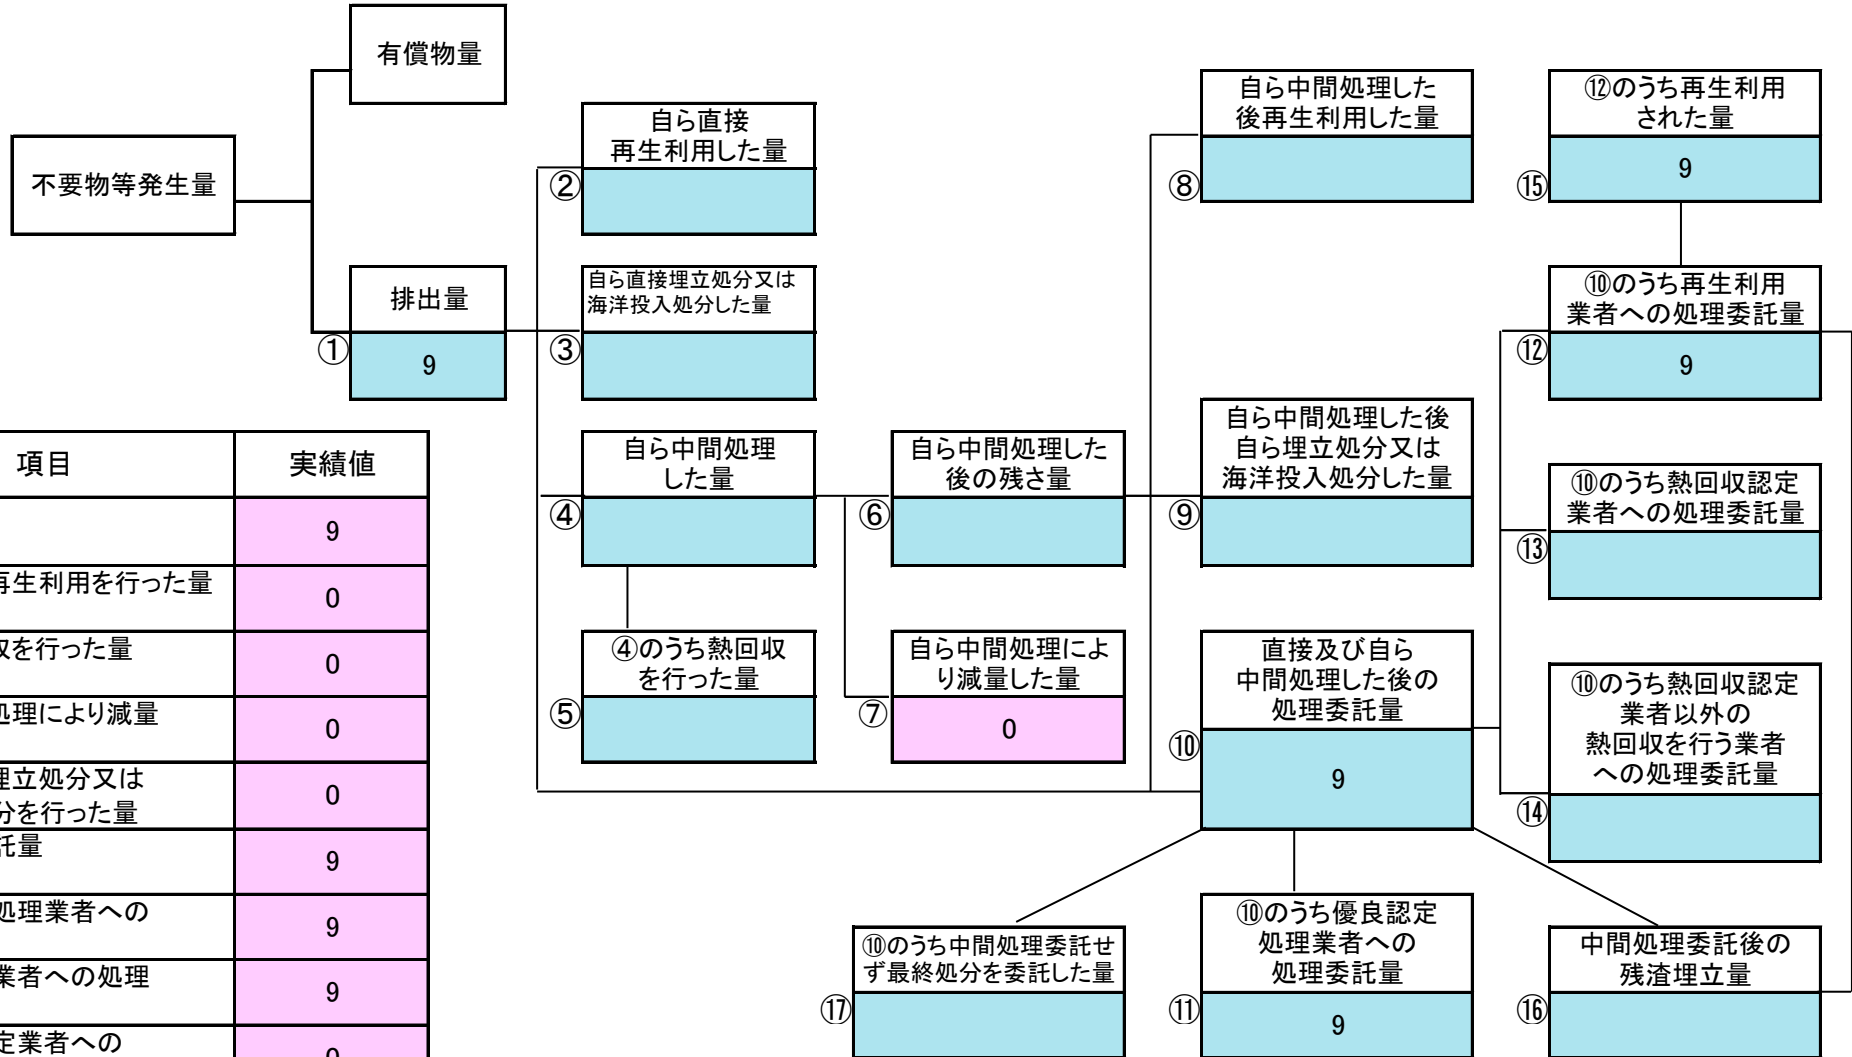 有償物量
不要物等発生量
排出量
①
9
自ら直接
再生利用した量
②
自ら直接埋立処分又は
海洋投入処分した量
③
自ら中間処理
した量
④
④のうち熱回収
を行った量
⑤
自ら中間処理した
後の残さ量
⑥
自ら中間処理によ
り減量した量
⑦
0
自ら中間処理した
後再生利用した量
⑧
自ら中間処理した後
自ら埋立処分又は
海洋投入処分した量
⑨
直接及び自ら
中間処理した後の
処理委託量
⑩
9
⑫のうち再生利用
された量
⑮
9
⑩のうち再生利用
業者への処理委託量
⑫
9
⑩のうち熱回収認定
業者への処理委託量
⑬
⑩のうち熱回収認定
業者以外の
熱回収を行う業者
への処理委託量
⑭
⑩のうち中間処理委託せ
ず最終処分を委託した量
⑰
⑩のうち優良認定
処理業者への
処理委託量
⑪
9
中間処理委託後の
残渣埋立量
⑯
項目 実績値
9
再生利用を行った量 0
を行った量 0
処理により減量 0
埋立処分又は
分を行った量 0
託量 9
処理業者への 9
業者への処理 9
定業者への 0